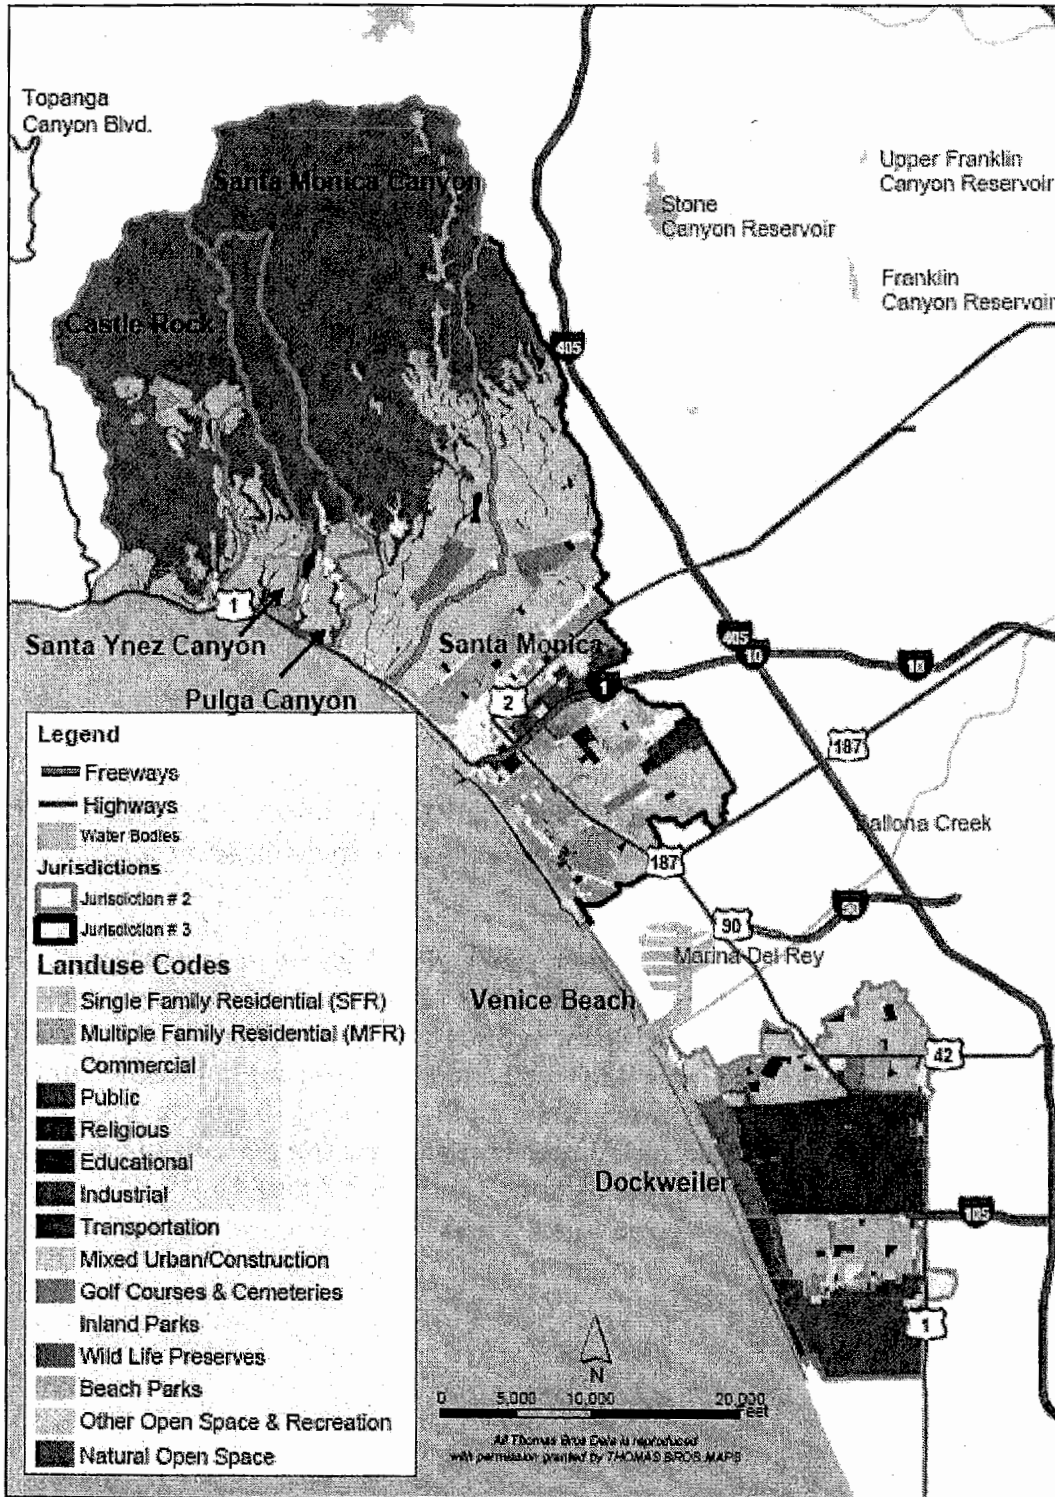 Topanga
Canyon Blvd.
Santa Monica Canyon
Upper Franklin
Canyon Reservoir
Stone
Canyon Reservoir
Franklin
Canyon Reservoir
Castle Rock
405
1
Santa Ynez Canyon
Santa Monica
405
10
10
Pulga Canyon
2
1
187
Legend
Freeways
Highways
Water Bodies
Jurisdictions
Jurisdiction # 2
Jurisdiction # 3
Ballona Creek
187
90
Marina Del Rey
Venice Beach
42
Landuse Codes
Single Family Residential (SFR)
Multiple Family Residential (MFR)
Commercial
Public
Religious
Educational
Industrial
Transportation
Mixed Urban/Construction
Golf Courses & Cemeteries
Inland Parks
Wild Life Preserves
Beach Parks
Other Open Space & Recreation
Natural Open Space
Dockweiler
105
1
N
0 5,000 10,000 20,000
Feet
All Thomas Bros Data is reproduced
with permission granted by THOMAS BROS MAPS